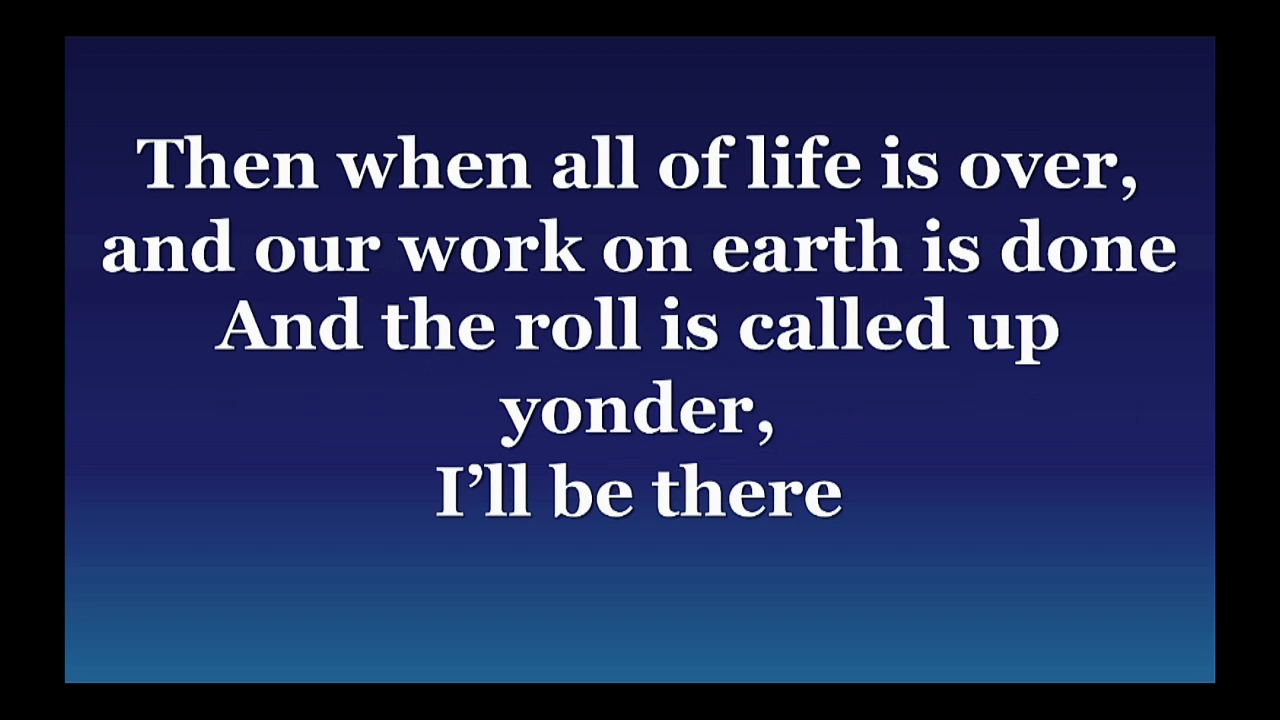 Then when all of life is over,
and our work on earth is done
And the roll is called up
yonder,
I’ll be there